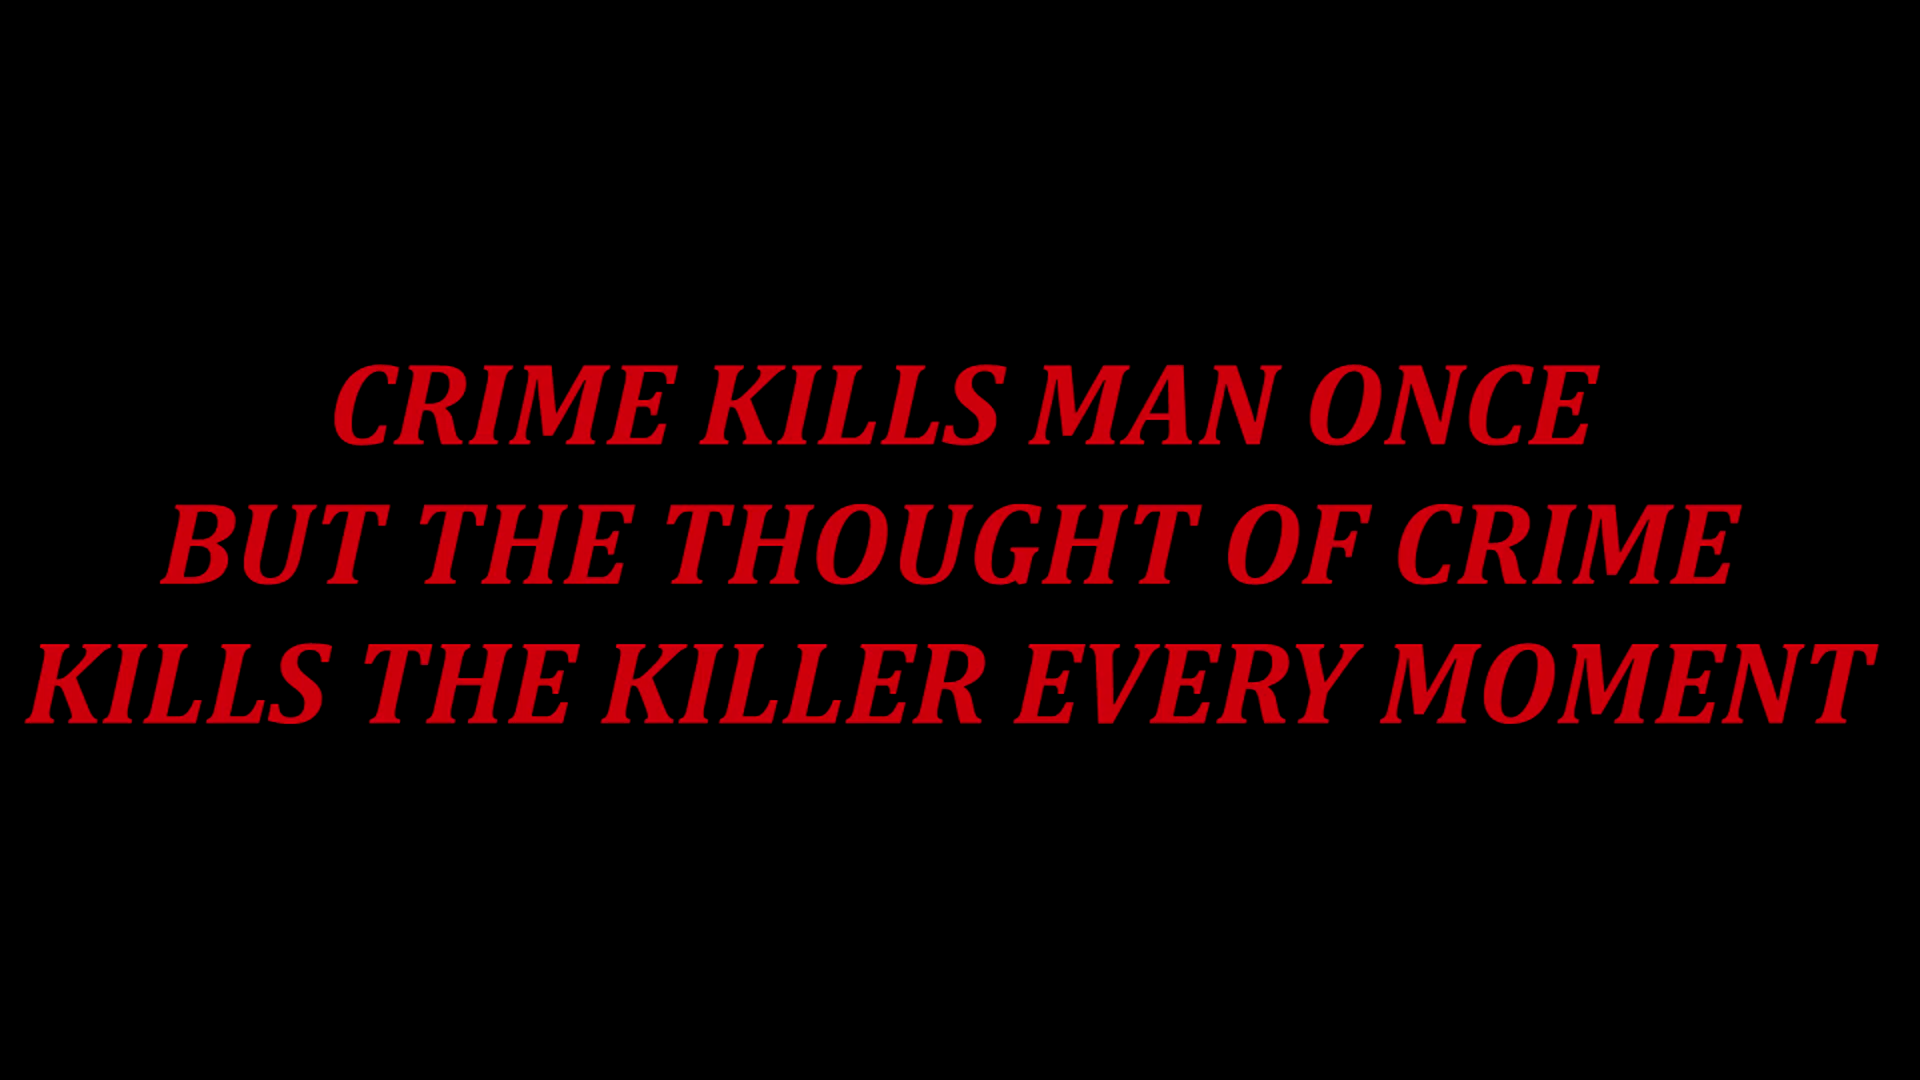 CRIME KILLS MAN ONCE
BUT THE THOUGHT OF CRIME
KILLS THE KILLER EVERY MOMENT